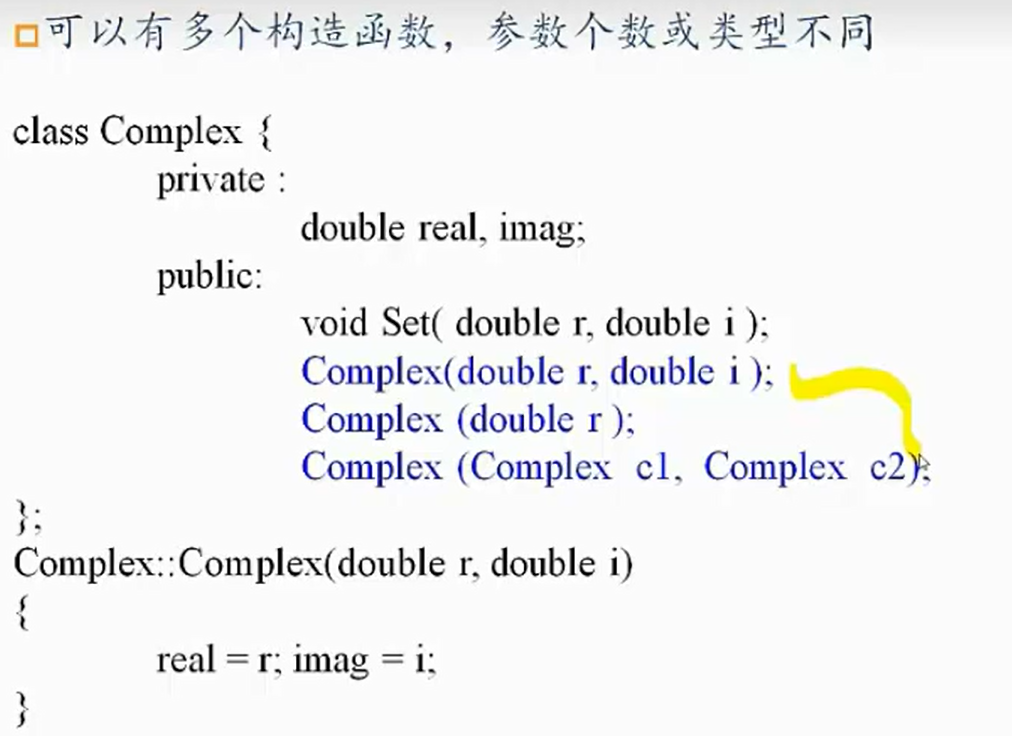 可以有多个构造函数，参数个数或类型不同
class Complex {
private :
double real, imag;
public:
void Set( double r, double i );
Complex(double r, double i );
Complex (double r );
Complex (Complex c1, Complex c2);
};
Complex::Complex(double r, double i)
{
real = r; imag = i;
}